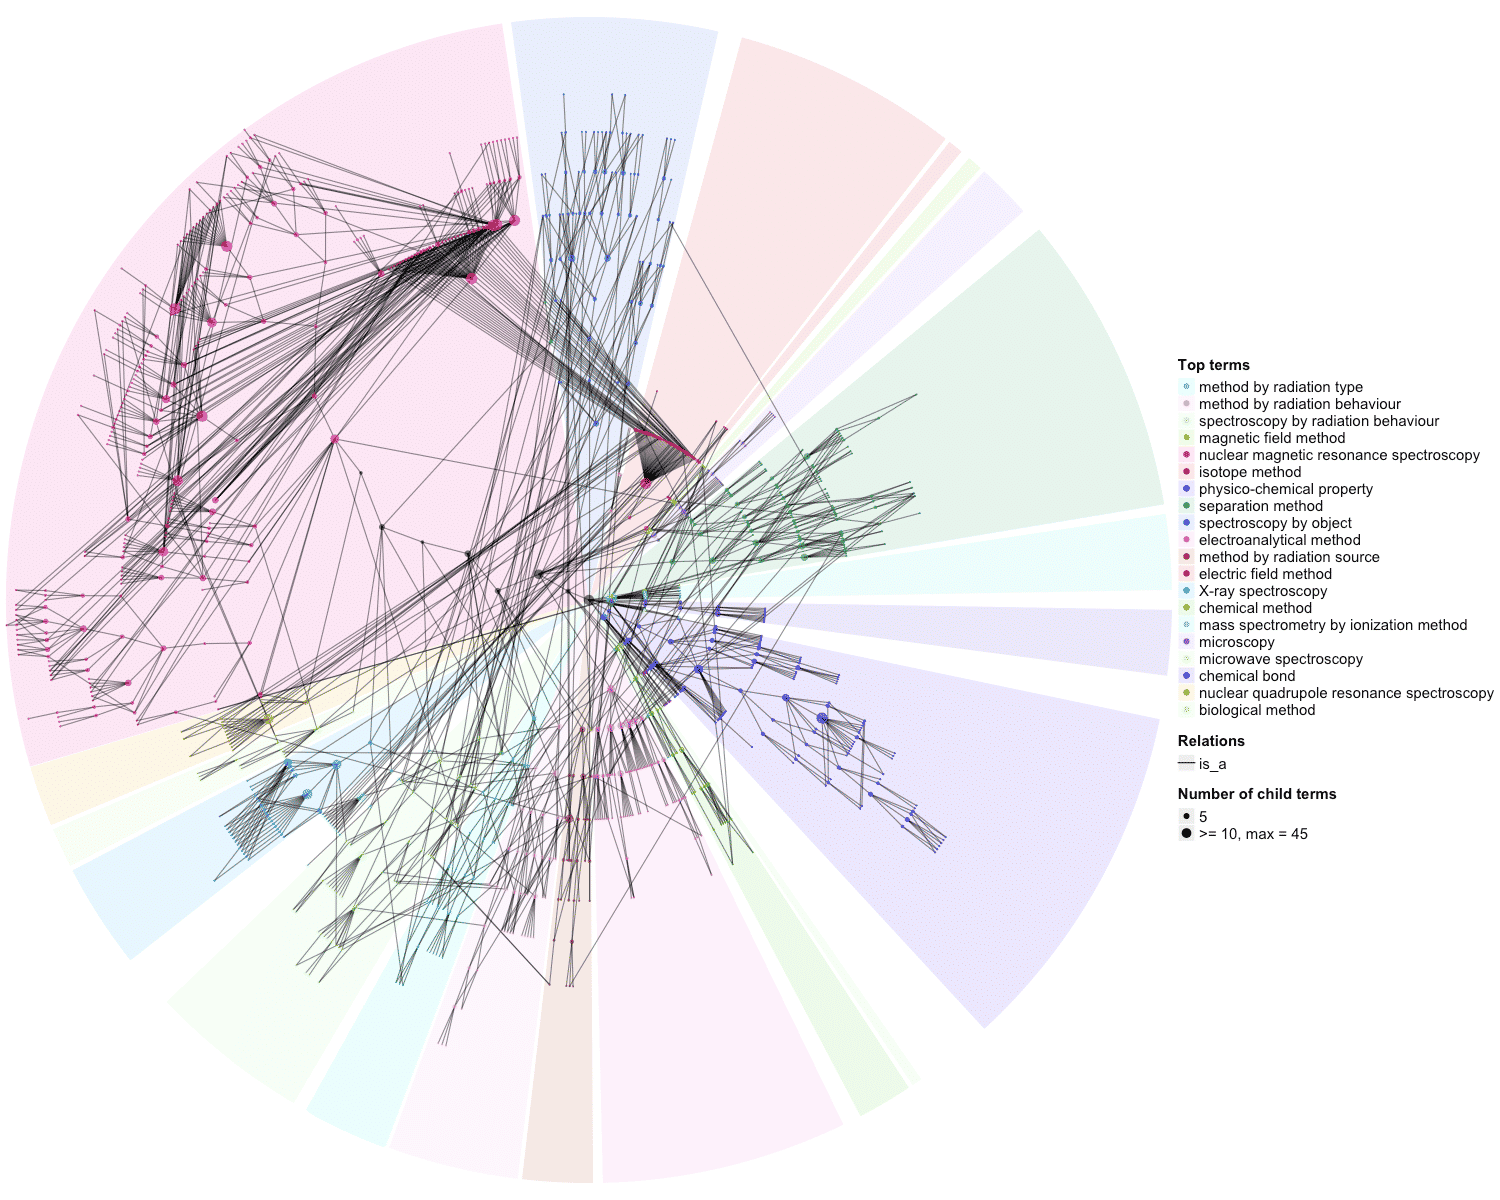 Top terms
method by radiation type
method by radiation behaviour
spectroscopy by radiation behaviour
magnetic field method
nuclear magnetic resonance spectroscopy
isotope method
physico-chemical property
separation method
spectroscopy by object
electroanalytical method
method by radiation source
electric field method
X-ray spectroscopy
chemical method
mass spectrometry by ionization method
microscopy
microwave spectroscopy
chemical bond
nuclear quadrupole resonance spectroscopy
biological method
Relations
is_a
Number of child terms
5
>= 10, max = 45